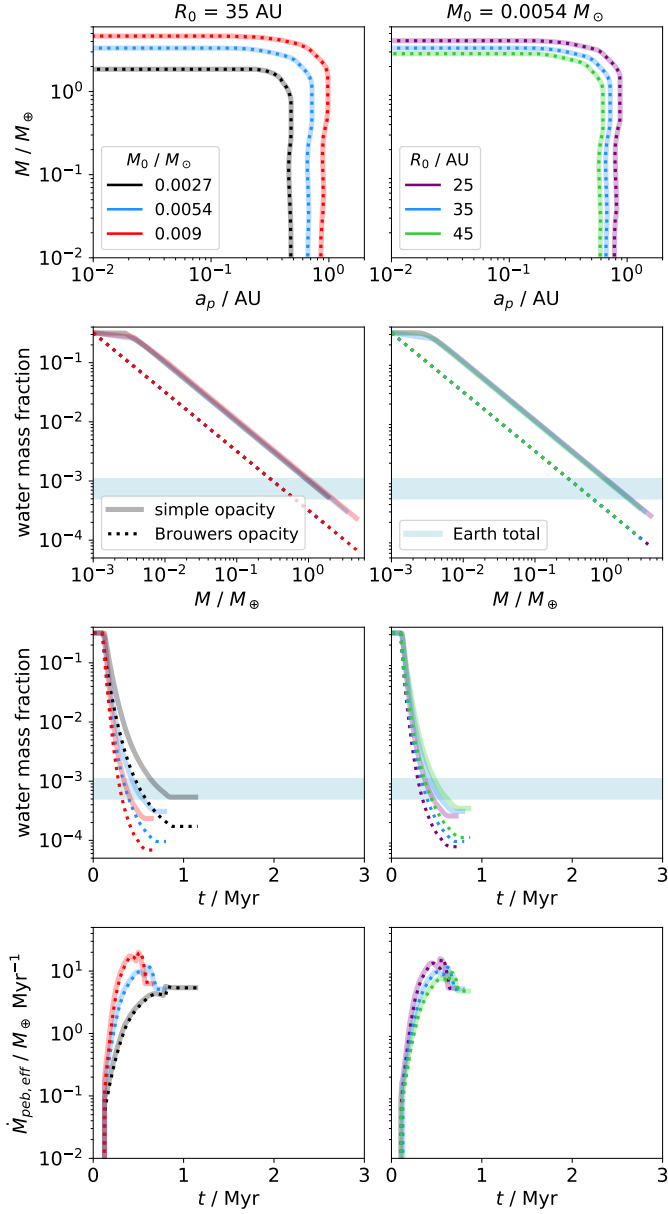 R₀ = 35 AU
M₀ = 0.0054 M☉
M / M⊕
10⁰
10⁻¹
10⁻²
M₀ / M☉
0.0027
0.0054
0.009
R₀ / AU
25
35
45
10⁻² 10⁻¹ 10⁰
10⁻² 10⁻¹ 10⁰
aₚ / AU
aₚ / AU
water mass fraction
10⁻¹
10⁻²
10⁻³
10⁻⁴
simple opacity
Brouwers opacity
Earth total
10⁻³ 10⁻² 10⁻¹ 10⁰
10⁻³ 10⁻² 10⁻¹ 10⁰
M / M⊕
M / M⊕
water mass fraction
10⁻¹
10⁻²
10⁻³
10⁻⁴
0 1 2 3
0 1 2 3
t / Myr
t / Myr
Ṁ_{peb, eff} / M⊕ Myr⁻¹
10²
10¹
10⁰
10⁻¹
10⁻²
0 1 2 3
0 1 2 3
t / Myr
t / Myr